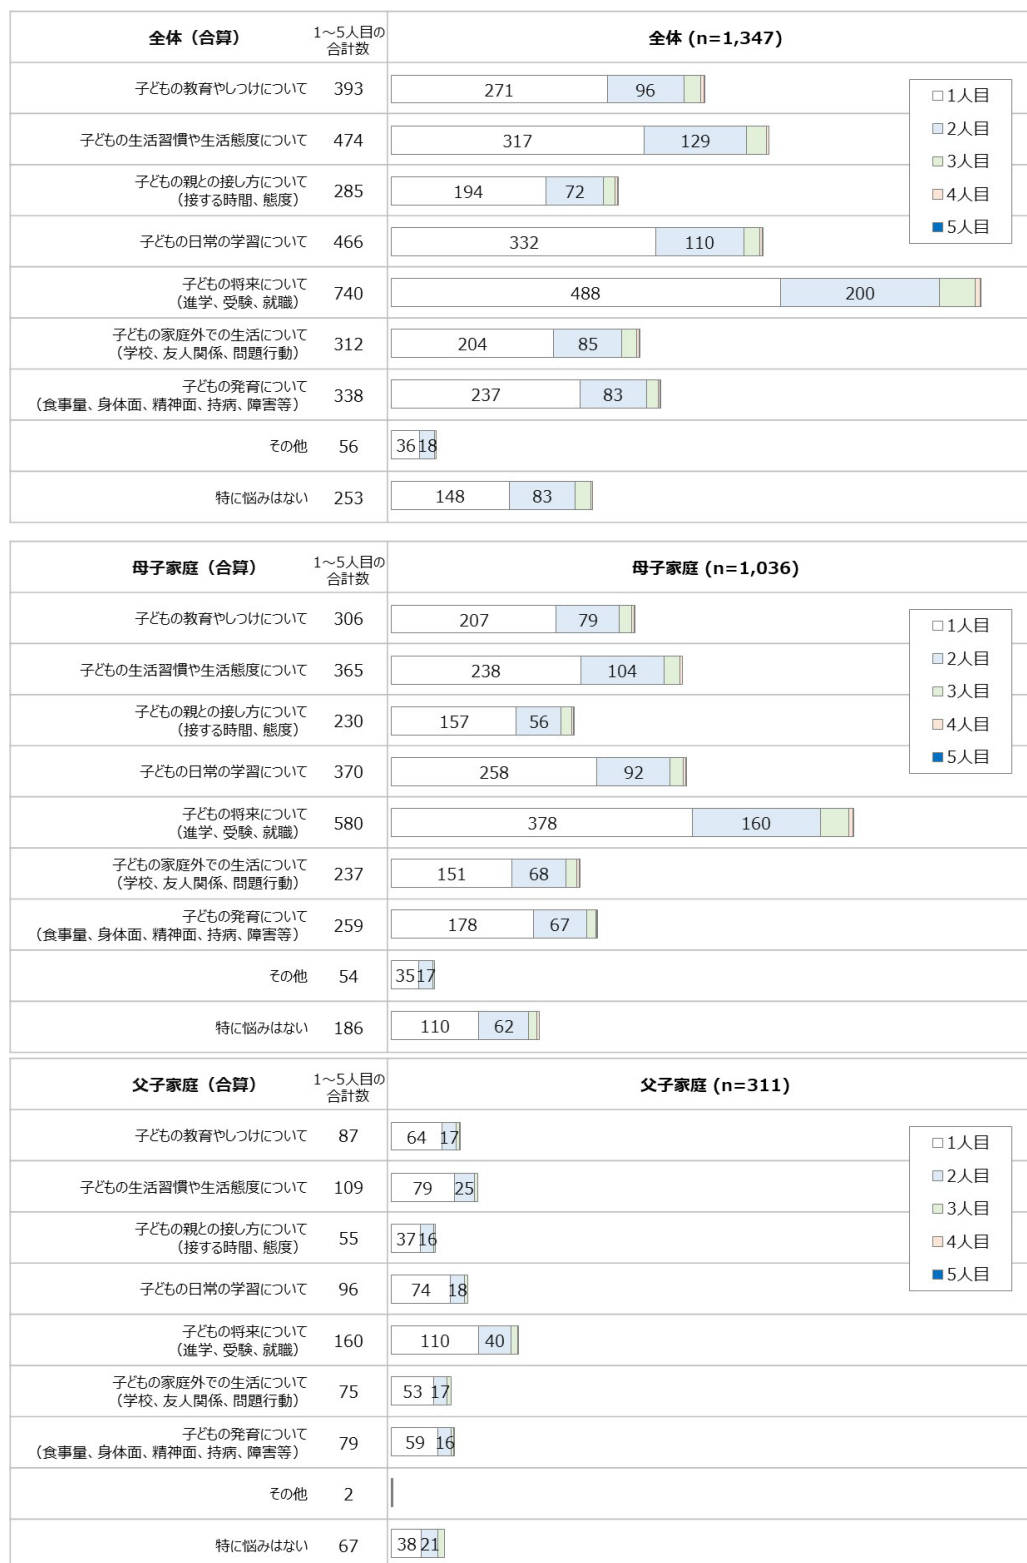 全体（合算） 1～5人目の合計数 全体 (n=1,347)
子どもの教育やしつけについて 393 271 96
子どもの生活習慣や生活態度について 474 317 129
子どもの親との接し方について
（接する時間、態度） 285 194 72
子どもの日常の学習について 466 332 110
子どもの将来について
（進学、受験、就職） 740 488 200
子どもの家庭外での生活について
（学校、友人関係、問題行動） 312 204 85
子どもの発育について
（食事量、身体面、精神面、持病、障害等） 338 237 83
その他 56 36 18
特に悩みはない 253 148 83
1人目
2人目
3人目
4人目
5人目
母子家庭（合算） 1～5人目の合計数 母子家庭 (n=1,036)
子どもの教育やしつけについて 306 207 79
子どもの生活習慣や生活態度について 365 238 104
子どもの親との接し方について
（接する時間、態度） 230 157 56
子どもの日常の学習について 370 258 92
子どもの将来について
（進学、受験、就職） 580 378 160
子どもの家庭外での生活について
（学校、友人関係、問題行動） 237 151 68
子どもの発育について
（食事量、身体面、精神面、持病、障害等） 259 178 67
その他 54 35 17
特に悩みはない 186 110 62
1人目
2人目
3人目
4人目
5人目
父子家庭（合算） 1～5人目の合計数 父子家庭 (n=311)
子どもの教育やしつけについて 87 64 17
子どもの生活習慣や生活態度について 109 79 25
子どもの親との接し方について
（接する時間、態度） 55 37 16
子どもの日常の学習について 96 74 18
子どもの将来について
（進学、受験、就職） 160 110 40
子どもの家庭外での生活について
（学校、友人関係、問題行動） 75 53 17
子どもの発育について
（食事量、身体面、精神面、持病、障害等） 79 59 16
その他 2
特に悩みはない 67 38 21
1人目
2人目
3人目
4人目
5人目